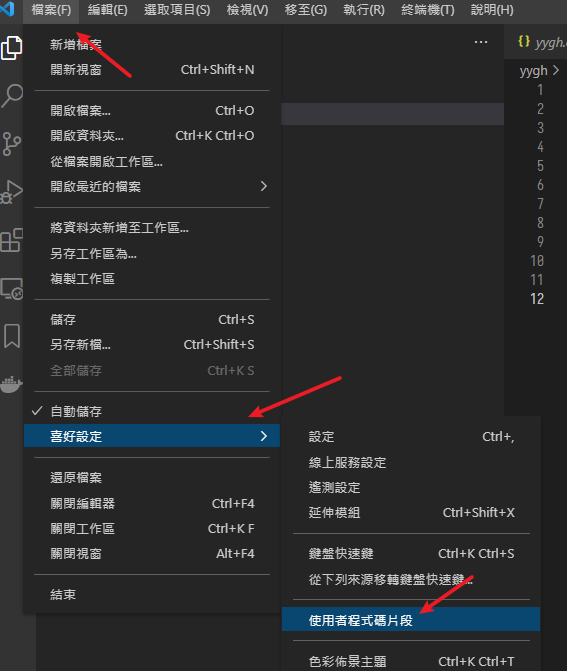 檔案(F) 編輯(E) 選取項目(S) 檢視(V) 移至(G) 執行(R) 終端機(T) 說明(H)
新增檔案
開新視窗 Ctrl+Shift+N
開啟檔案... Ctrl+O
開啟資料夾... Ctrl+K Ctrl+O
從檔案開啟工作區...
開啟最近的檔案
將資料夾新增至工作區...
另存工作區為...
複製工作區
儲存 Ctrl+S
另存新檔... Ctrl+Shift+S
全部儲存 Ctrl+K S
自動儲存
喜好設定
還原檔案
關閉編輯器 Ctrl+F4
關閉工作區 Ctrl+K F
關閉視窗 Alt+F4
結束
設定 Ctrl+,
線上服務設定
遙測設定
延伸模組 Ctrl+Shift+X
鍵盤快速鍵 Ctrl+K Ctrl+S
從下列來源移轉鍵盤快速鍵...
使用者程式碼片段
色彩佈景主題 Ctrl+K Ctrl+T
{} yygh.
yygh
1
2
3
4
5
6
7
8
9
10
11
12